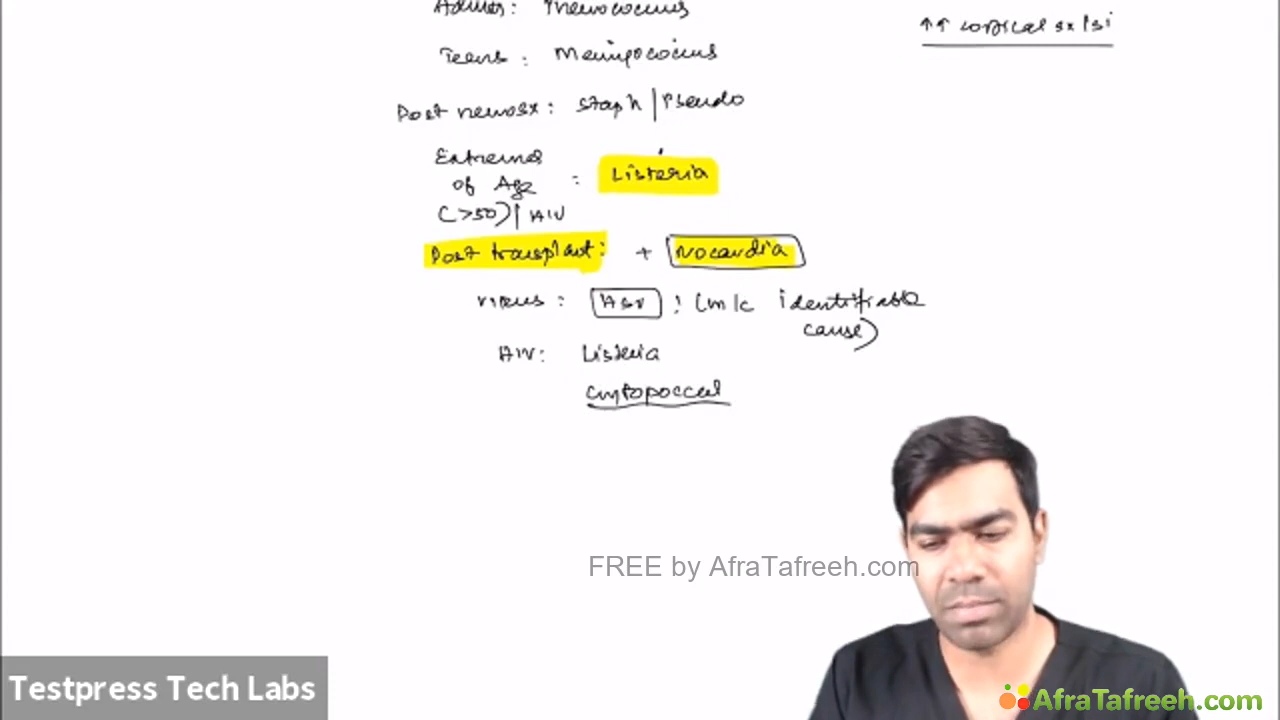 Adults: Pneumococcus
↑↑ cortical sx/si
Teens: Meningococcus
Post neurosx: Staph | Pseudo
Extremes
of Age : Listeria
(>50) | HIV
Post transplant: + Nocardia
virus: HSV : (m/c identifiable
cause)
HIV: Listeria
Cryptococcal
FREE by AfraTafreeh.com
Testpress Tech Labs
AfraTafreeh.com